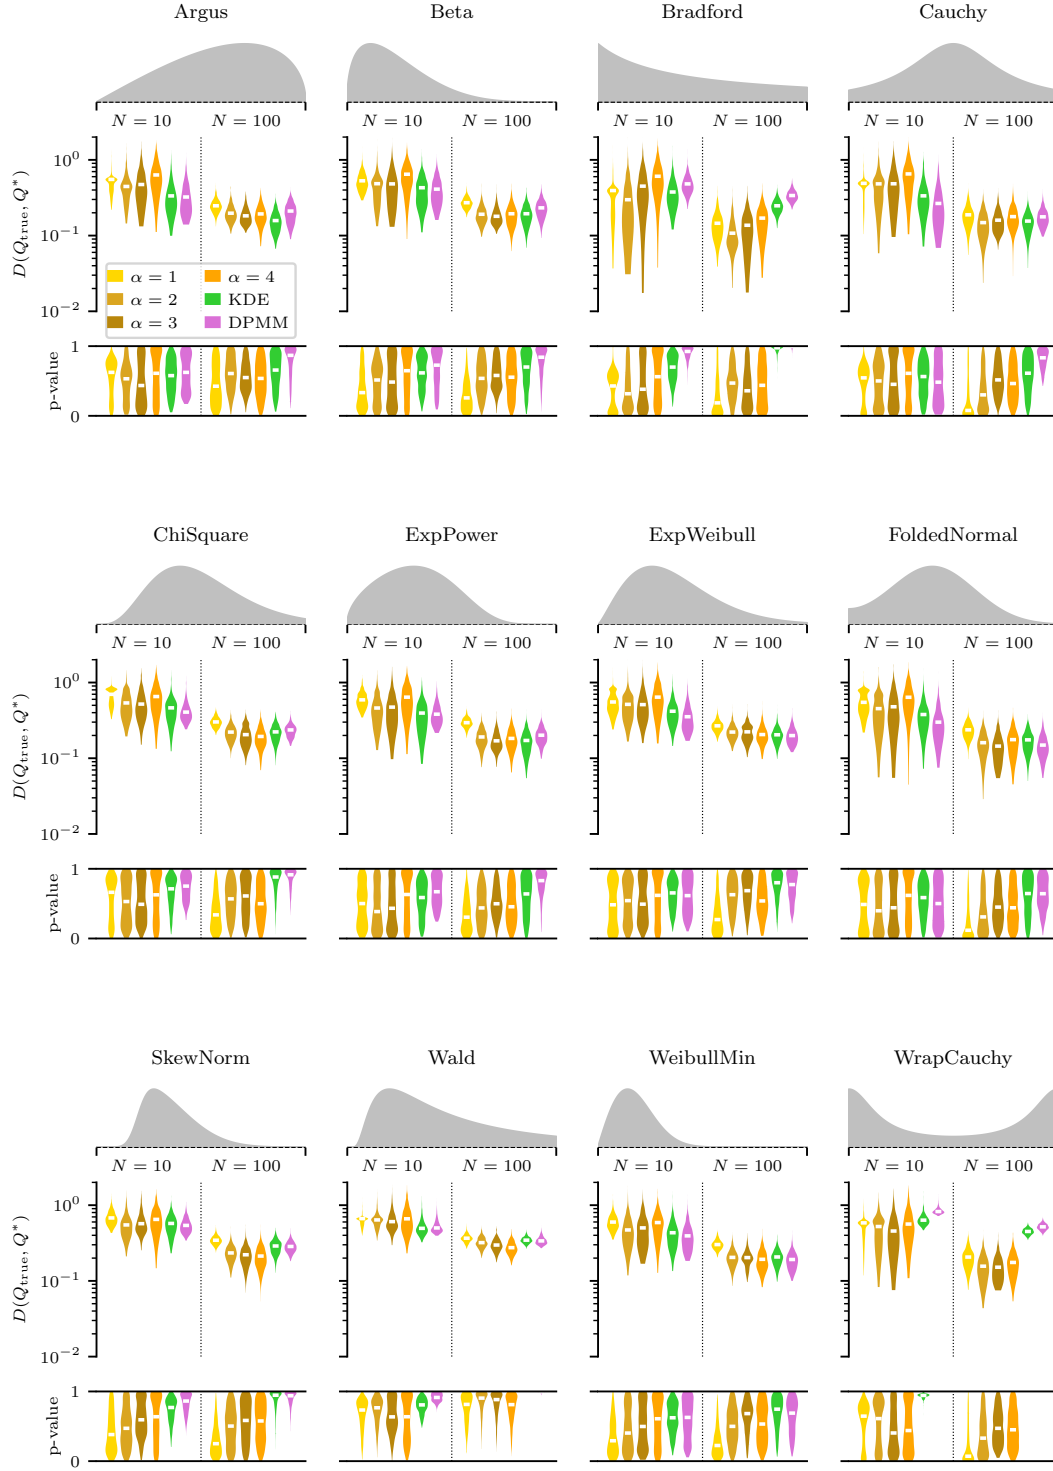 Argus Beta Bradford Cauchy
N = 10 N = 100 N = 10 N = 100 N = 10 N = 100 N = 10 N = 100
10^0
D(Q_true, Q*)
10^−1
α = 1 α = 4
α = 2 KDE
α = 3 DPMM
10^−2
1
p-value
0
ChiSquare ExpPower ExpWeibull FoldedNormal
N = 10 N = 100 N = 10 N = 100 N = 10 N = 100 N = 10 N = 100
10^0
D(Q_true, Q*)
10^−1
10^−2
1
p-value
0
SkewNorm Wald WeibullMin WrapCauchy
N = 10 N = 100 N = 10 N = 100 N = 10 N = 100 N = 10 N = 100
10^0
D(Q_true, Q*)
10^−1
10^−2
1
p-value
0